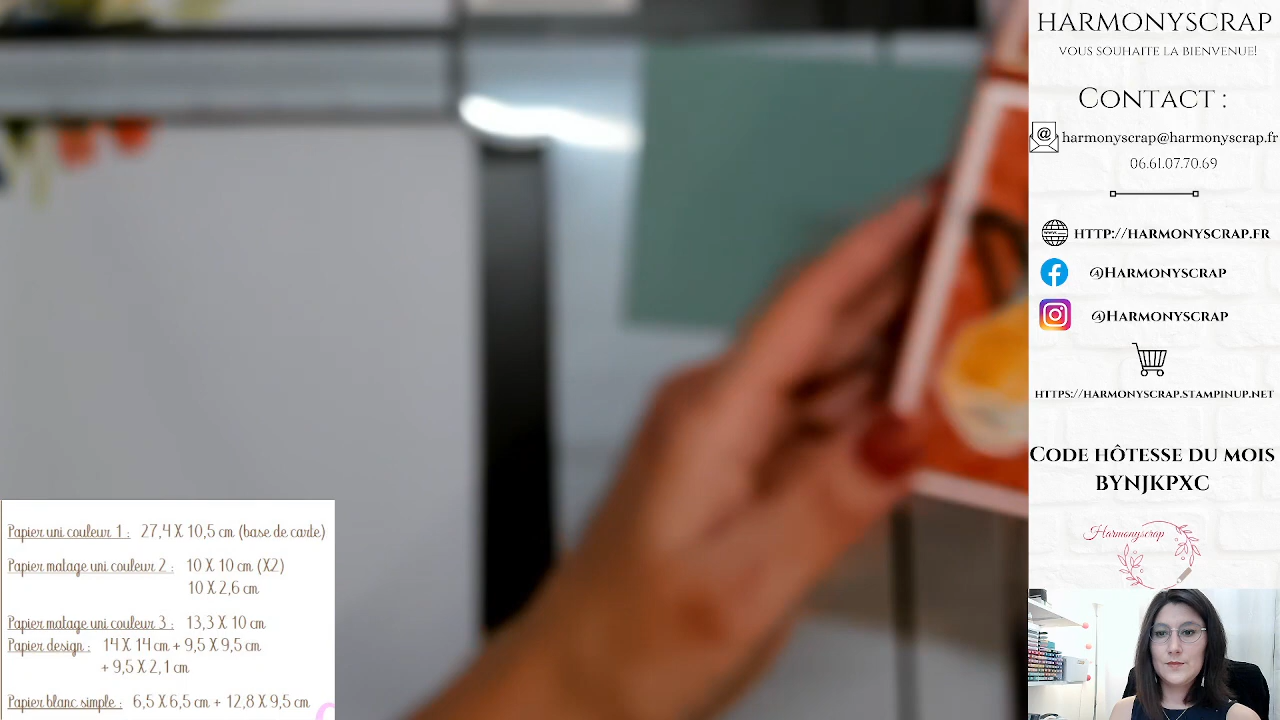 HARMONYSCRAP
VOUS SOUHAITE LA BIENVENUE!
CONTACT :
harmonyscrap@harmonyscrap.fr
06.61.07.70.69
HTTP://HARMONYSCRAP.FR
@HARMONYSCRAP
@HARMONYSCRAP
HTTPS://HARMONYSCRAP.STAMPINUP.NET
CODE HÔTESSE DU MOIS
BYNJKPXC
Harmonyscrap
Papier uni couleur 1 : 27,4 X 10,5 cm (base de carte)
Papier matage uni couleur 2 : 10 X 10 cm (X2)
10 X 2,6 cm
Papier matage uni couleur 3 : 13,3 X 10 cm
Papier design : 14 X 14 cm + 9,5 X 9,5 cm
+ 9,5 X 2,1 cm
Papier blanc simple : 6,5 X 6,5 cm + 12,8 X 9,5 cm